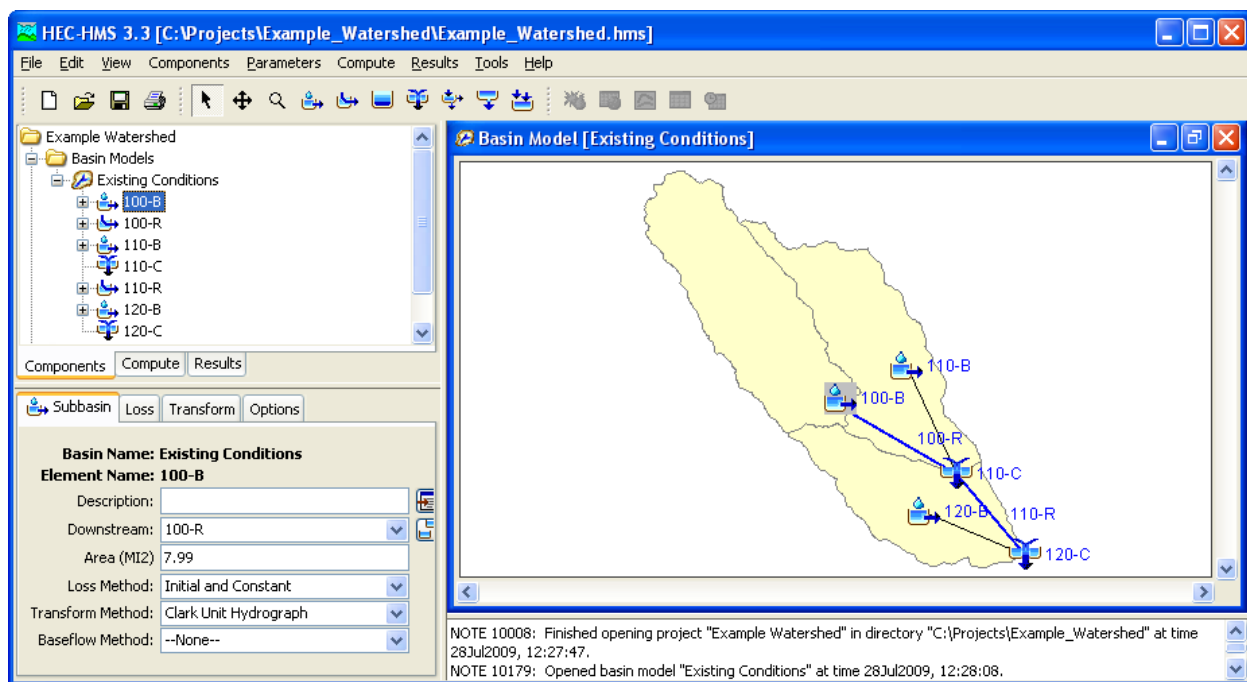 HEC-HMS 3.3 [C:\Projects\Example_Watershed\Example_Watershed.hms]
File Edit View Components Parameters Compute Results Tools Help
Example Watershed
Basin Models
Existing Conditions
100-B
100-R
110-B
110-C
110-R
120-B
120-C
Components Compute Results
Subbasin Loss Transform Options
Basin Name: Existing Conditions
Element Name: 100-B
Description:
Downstream: 100-R
Area (MI2) 7.99
Loss Method: Initial and Constant
Transform Method: Clark Unit Hydrograph
Baseflow Method: --None--
Basin Model [Existing Conditions]
110-B
100-B
100-R
110-C
120-B
110-R
120-C
NOTE 10008: Finished opening project "Example Watershed" in directory "C:\Projects\Example_Watershed" at time
28Jul2009, 12:27:47.
NOTE 10179: Opened basin model "Existing Conditions" at time 28Jul2009, 12:28:08.